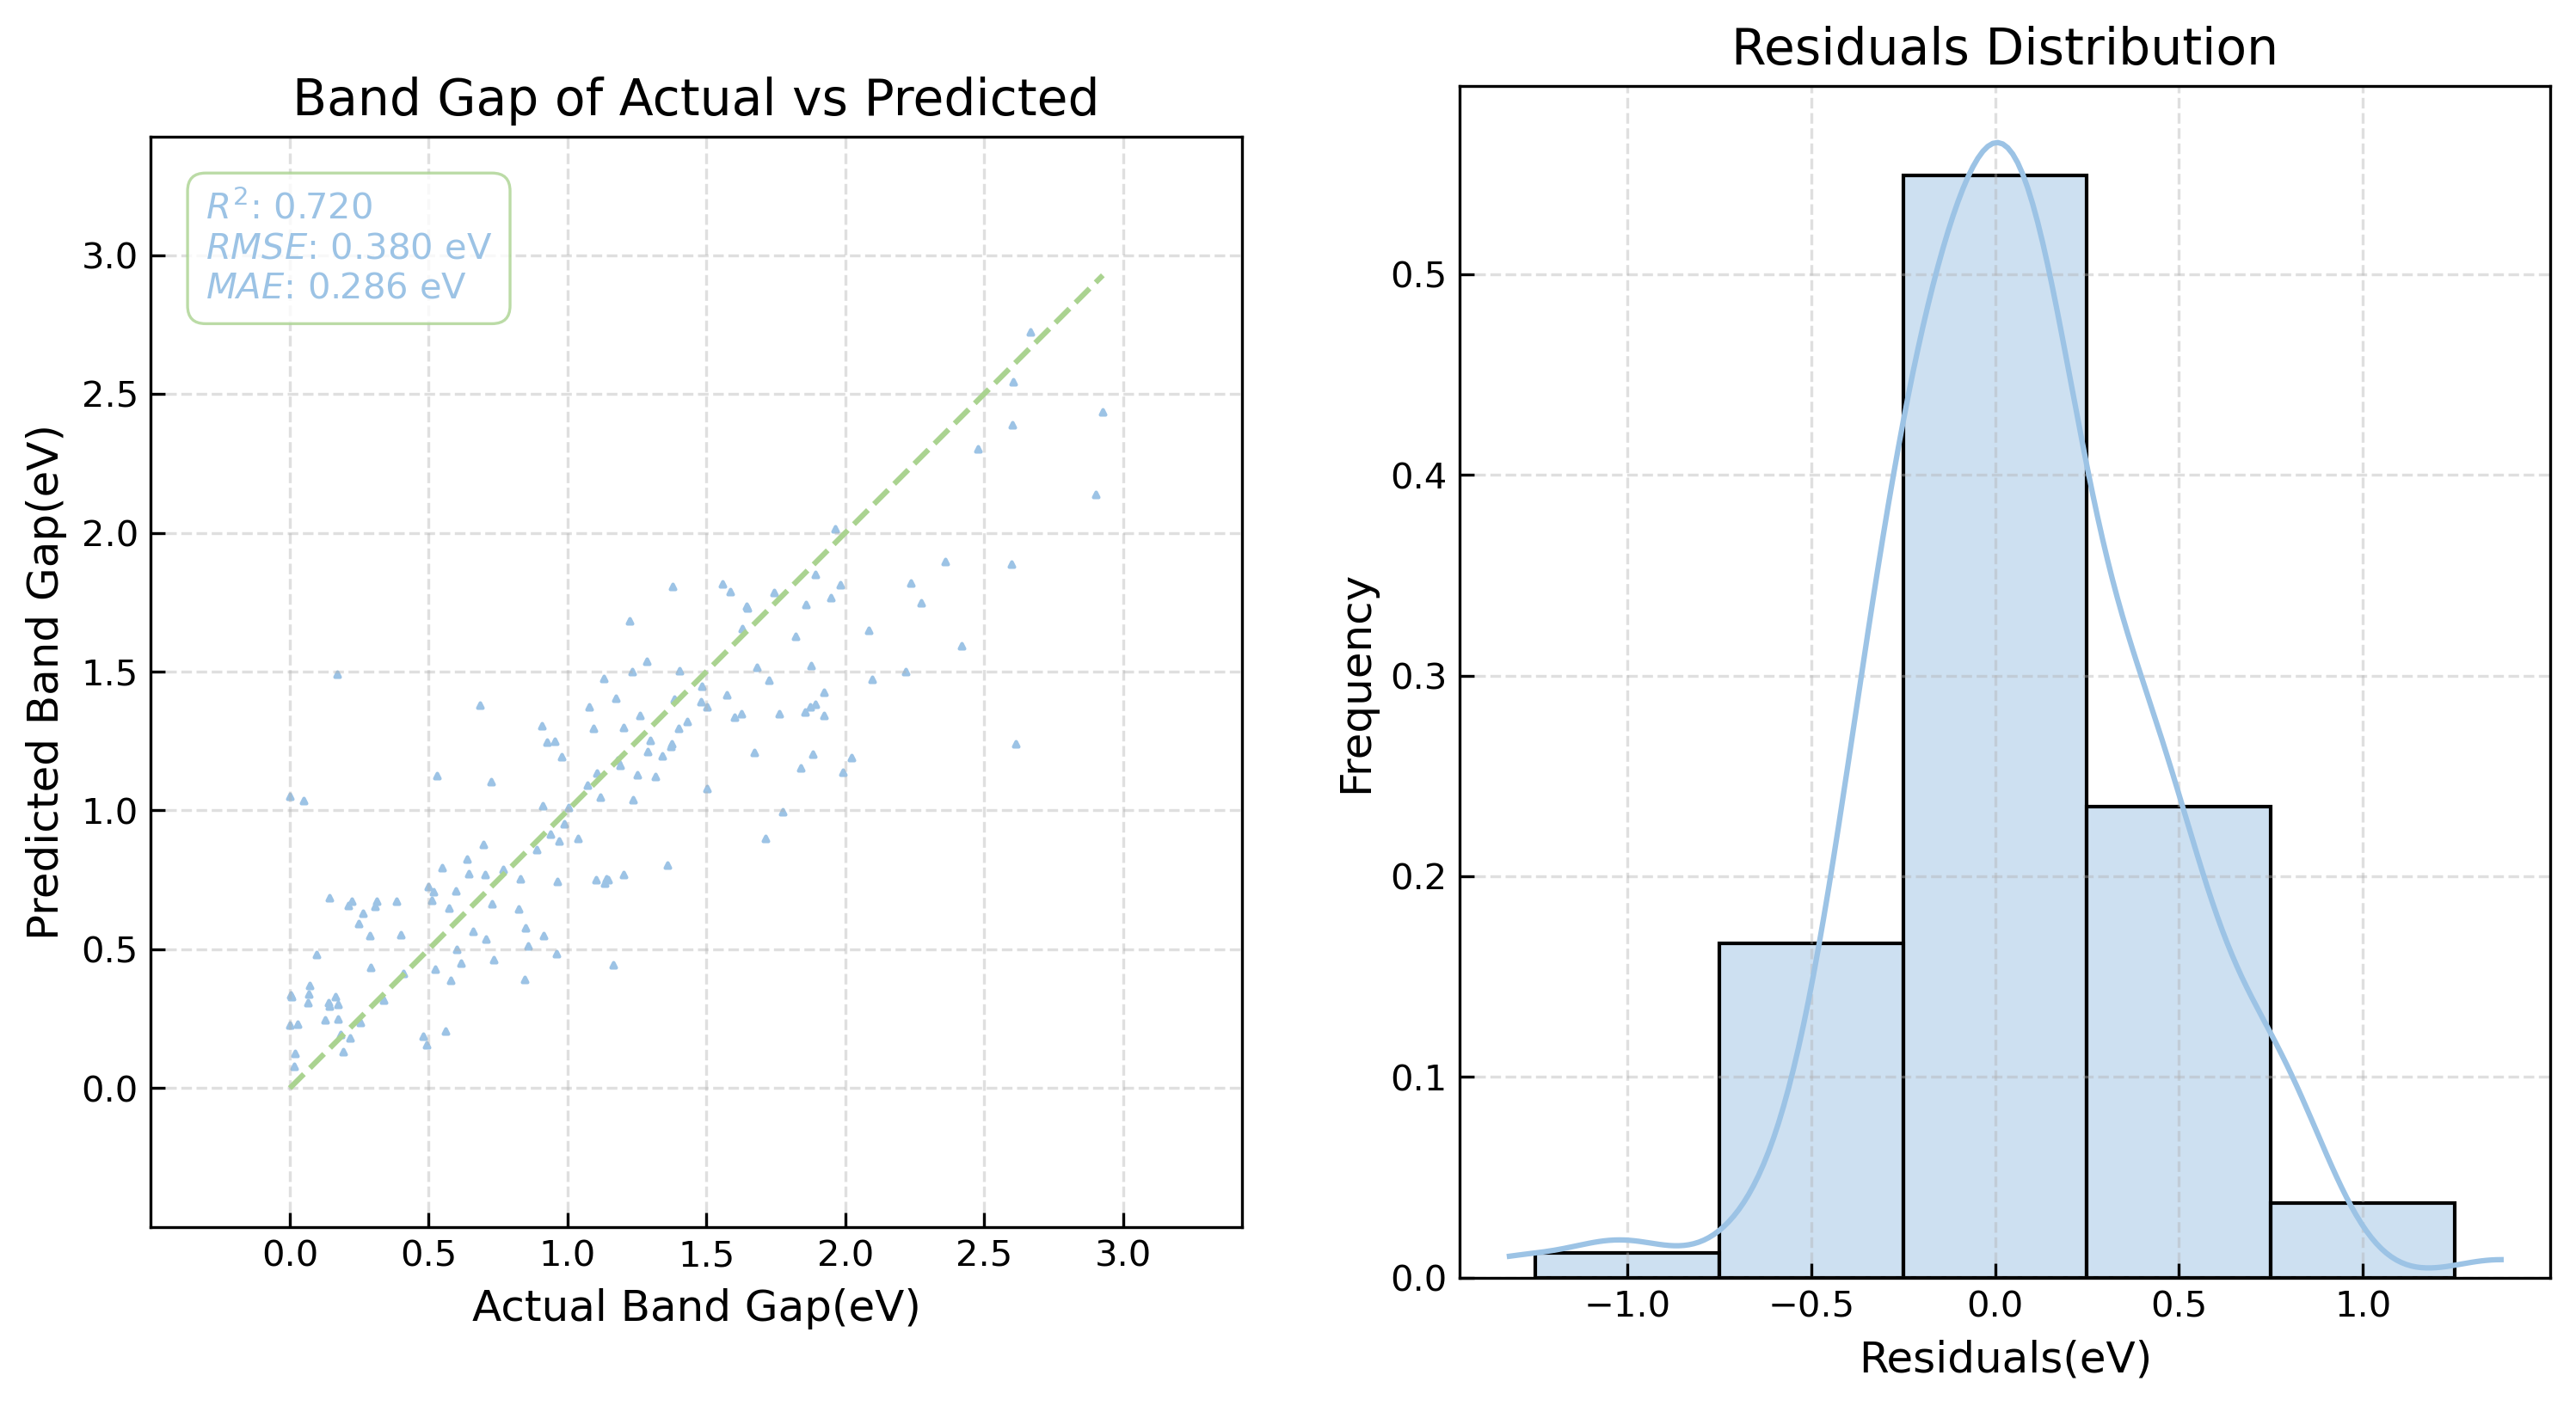 Band Gap of Actual vs Predicted
R²: 0.720
RMSE: 0.380 eV
MAE: 0.286 eV
3.0
2.5
2.0
1.5
1.0
0.5
0.0
Predicted Band Gap(eV)
0.0 0.5 1.0 1.5 2.0 2.5 3.0
Actual Band Gap(eV)
Residuals Distribution
0.5
0.4
0.3
0.2
0.1
0.0
Frequency
−1.0 −0.5 0.0 0.5 1.0
Residuals(eV)